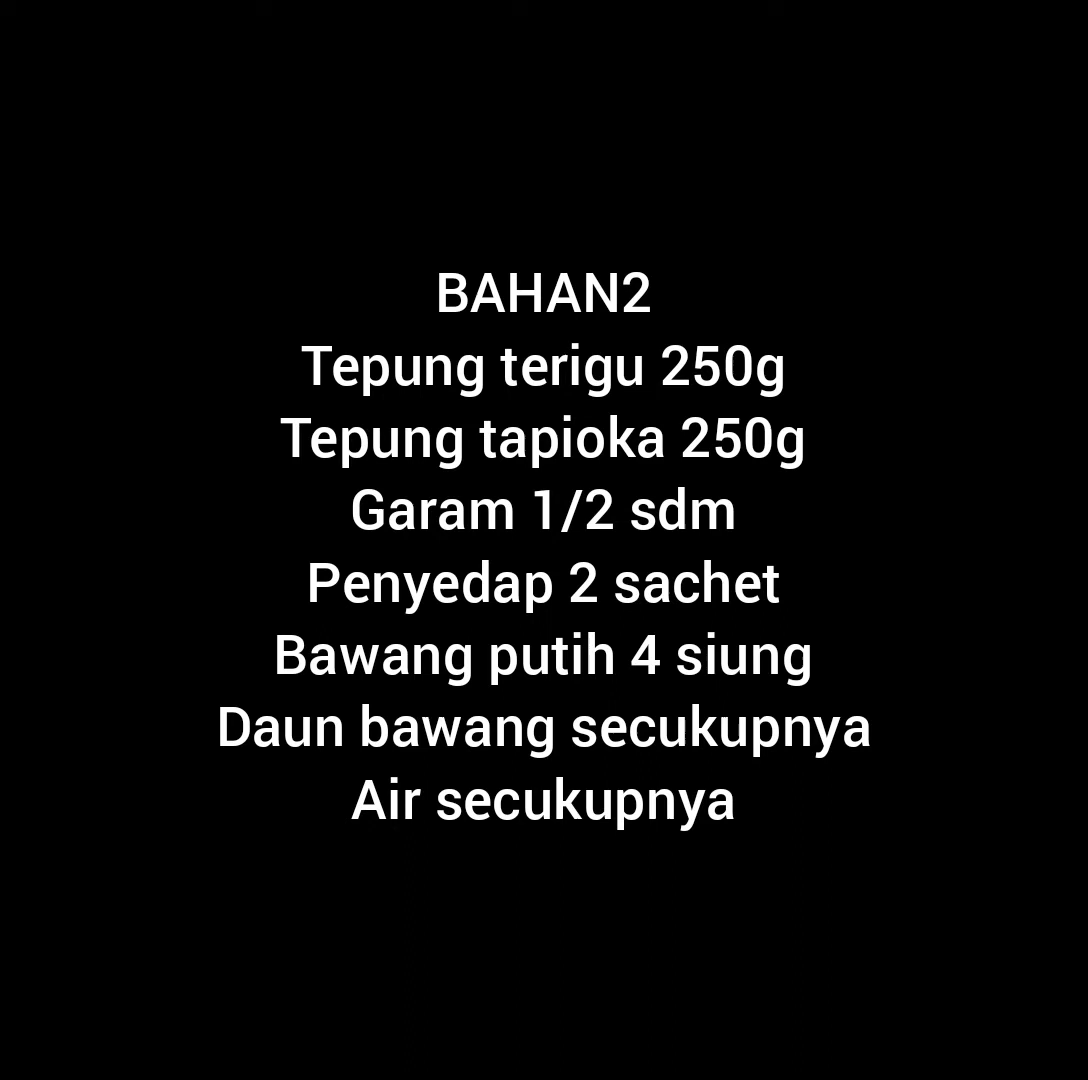 BAHAN2
Tepung terigu 250g
Tepung tapioka 250g
Garam 1/2 sdm
Penyedap 2 sachet
Bawang putih 4 siung
Daun bawang secukupnya
Air secukupnya